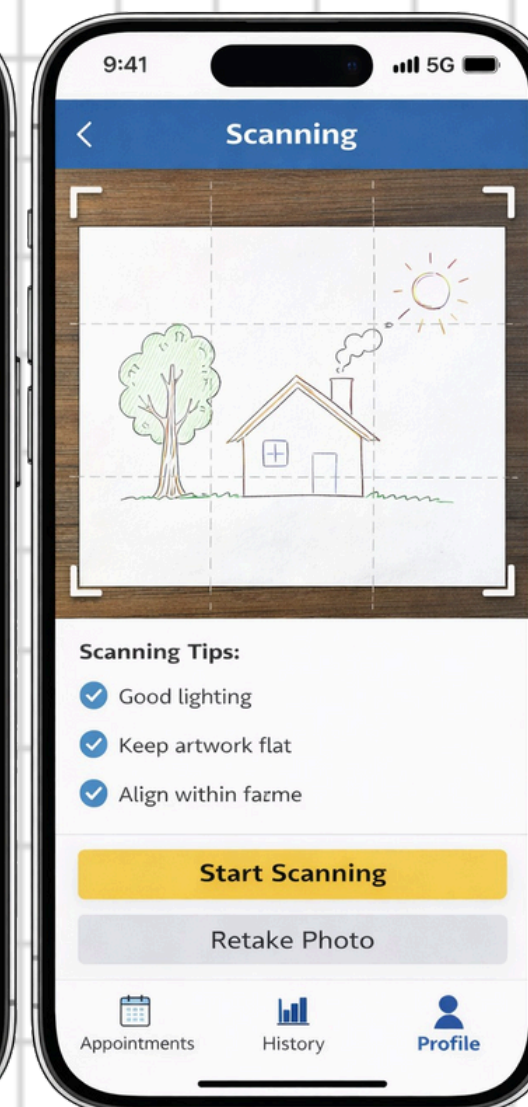 9:41 5G
Scanning
Scanning Tips:
Good lighting
Keep artwork flat
Align within fazme
Start Scanning
Retake Photo
Appointments History Profile